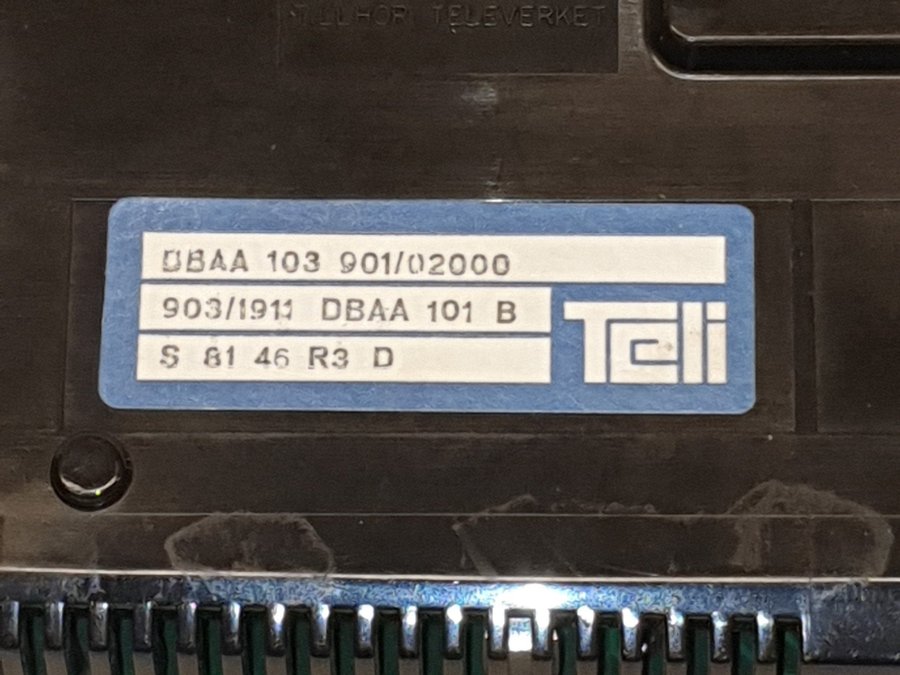 TILLHÖR TELEVERKET
DBAA 103 901/02000
903/1911 DBAA 101 B
S 81 46 R3 D
Teli